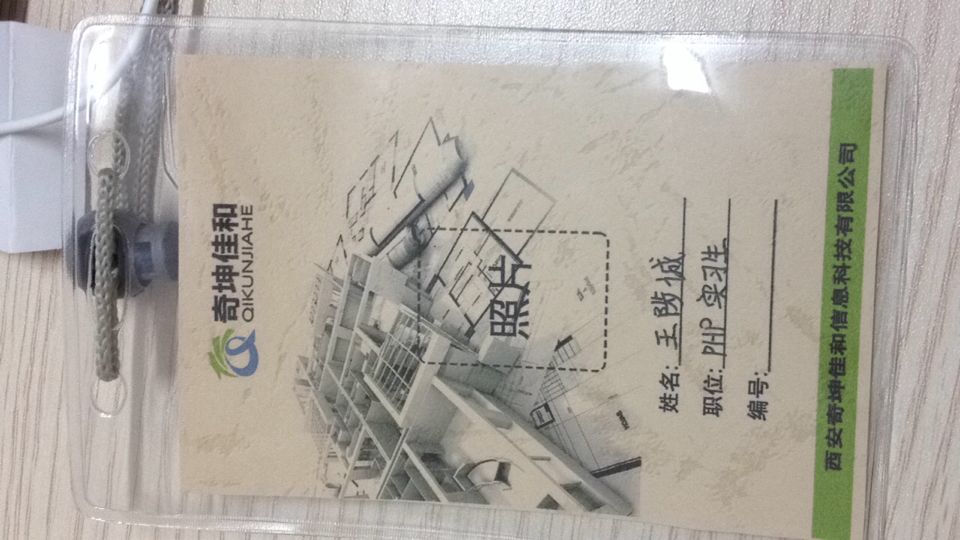 奇坤佳和
QIKUNJIAHE
照片
姓名: 王陟诚
职位: PHP 实习生
编号:
西安奇坤佳和信息科技有限公司